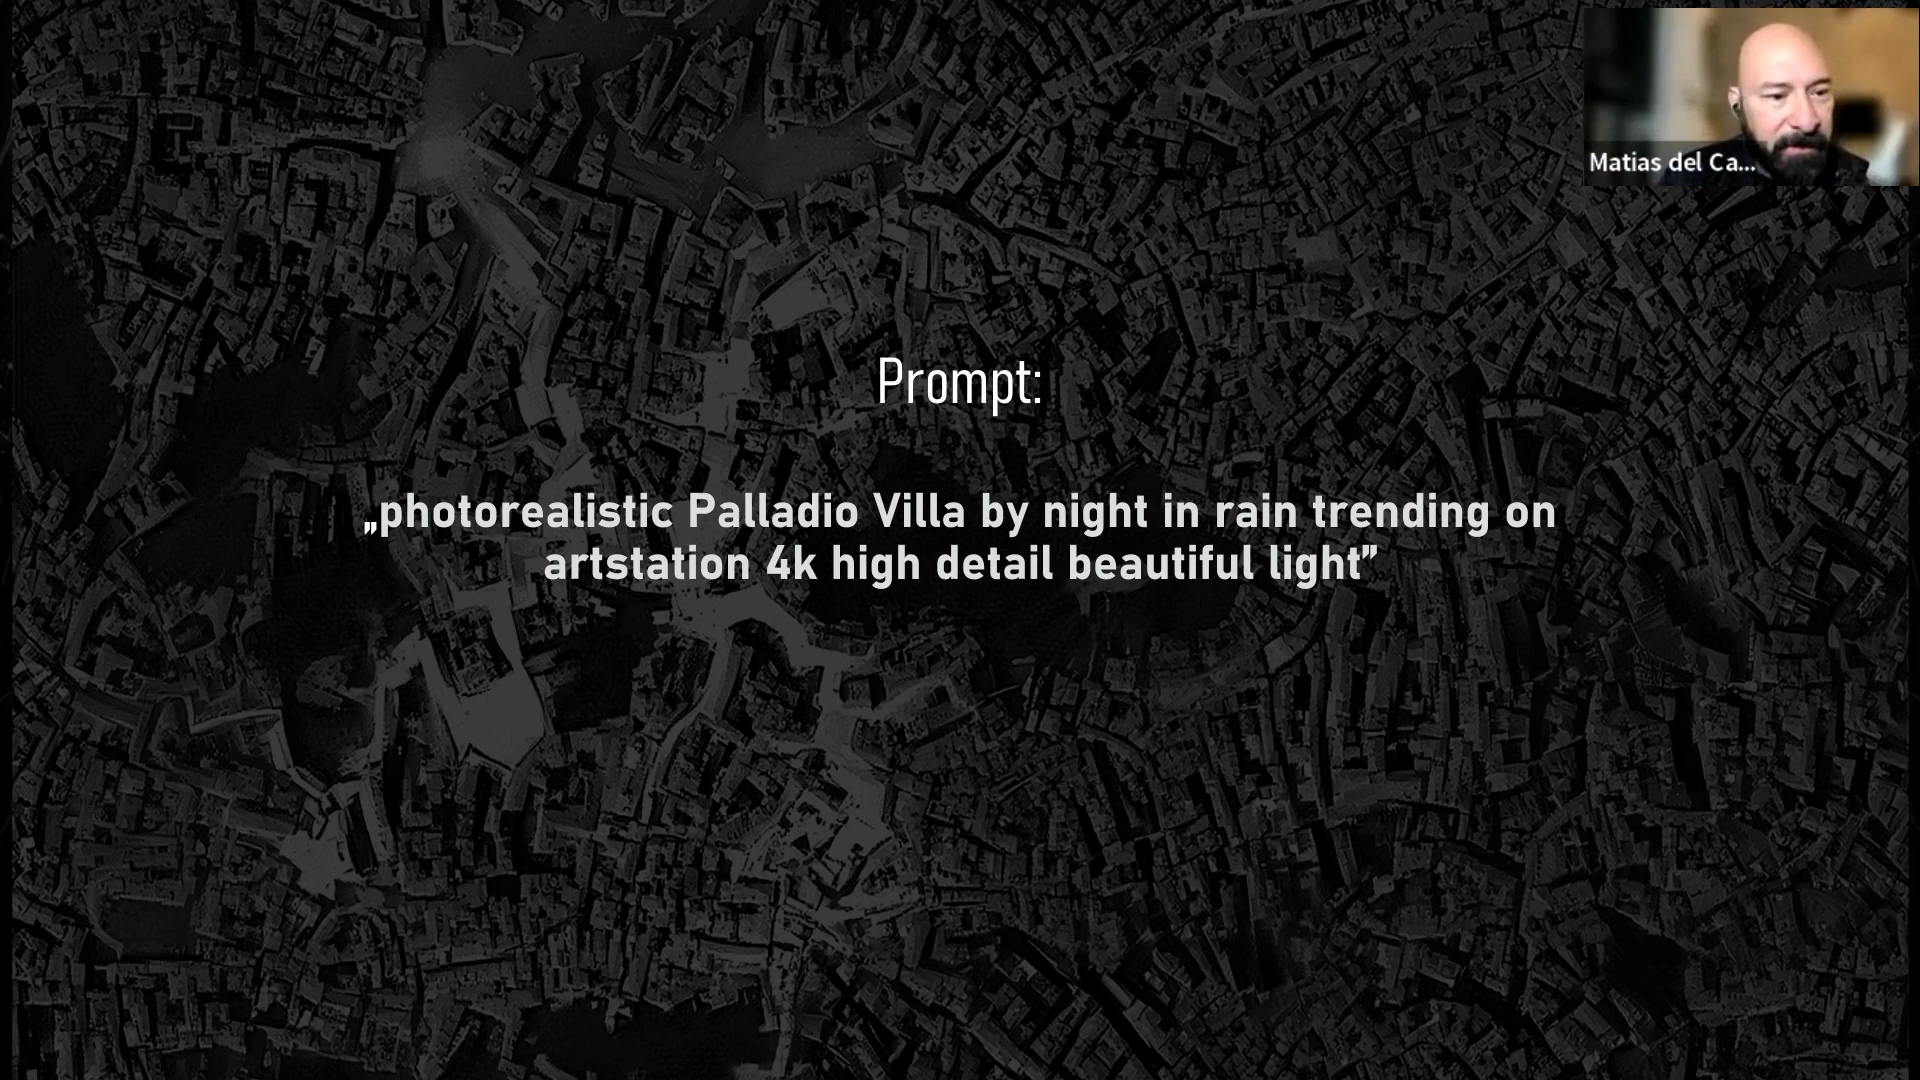 Matias del Ca...
Prompt:
„photorealistic Palladio Villa by night in rain trending on
artstation 4k high detail beautiful light”